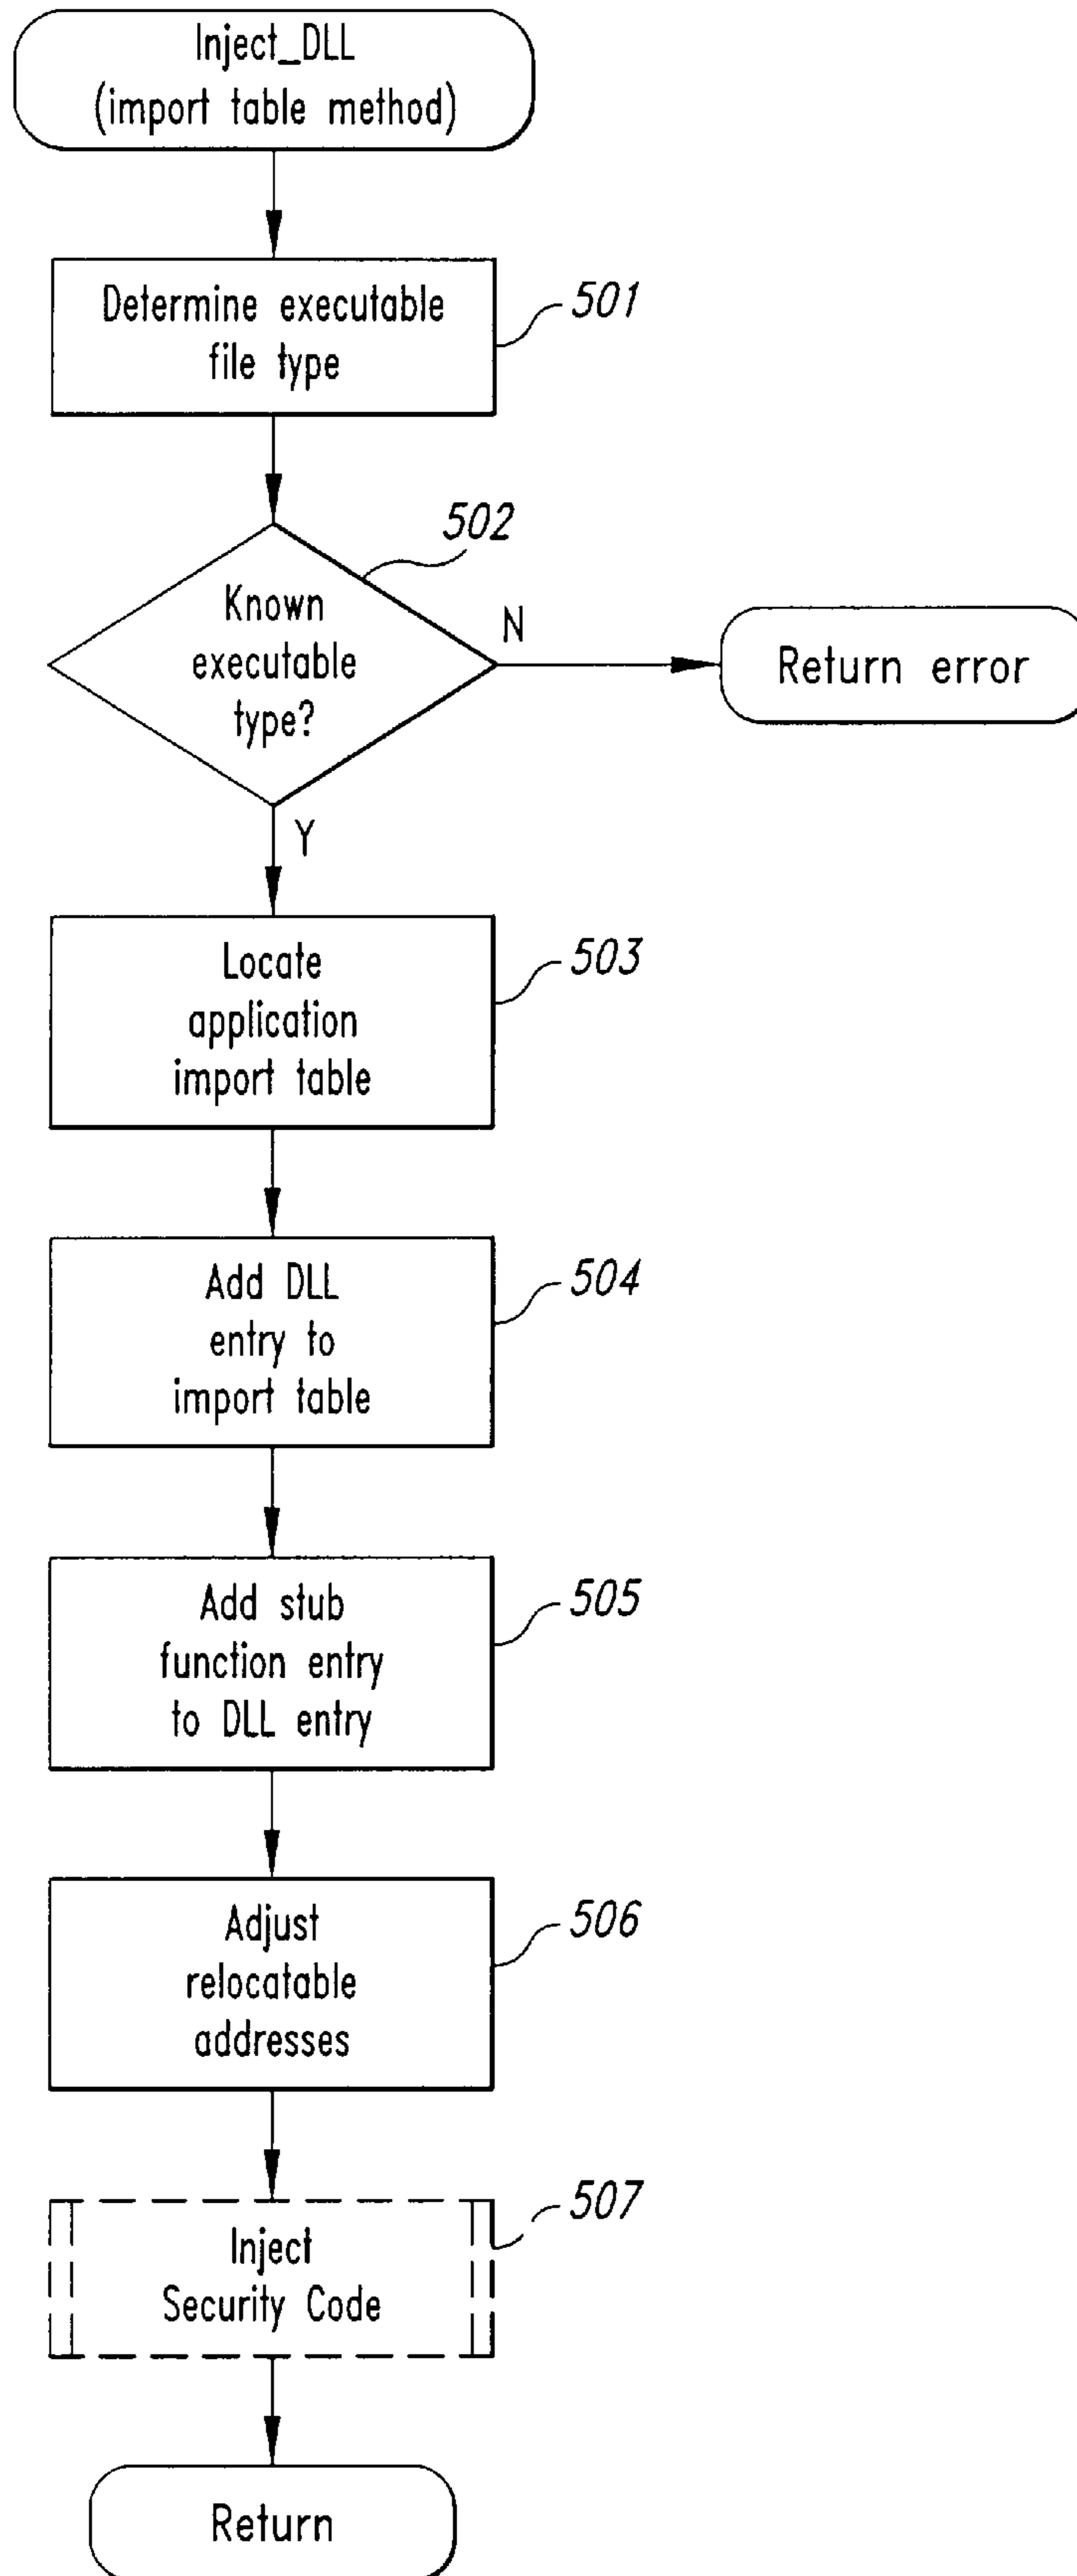 Inject_DLL
(import table method)
Determine executable
file type
501
502
Known
executable
type?
N
Return error
Y
Locate
application
import table
503
Add DLL
entry to
import table
504
Add stub
function entry
to DLL entry
505
Adjust
relocatable
addresses
506
Inject
Security Code
507
Return